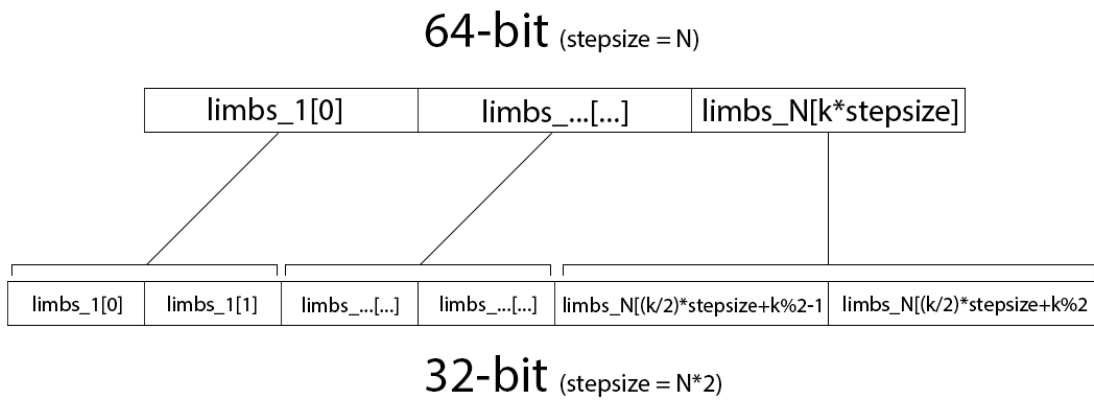 64-bit (stepsize = N)
limbs_1[0] limbs_...[...] limbs_N[k*stepsize]
limbs_1[0] limbs_1[1] limbs_...[...] limbs_...[...] limbs_N[(k/2)*stepsize+k%2-1 limbs_N[(k/2)*stepsize+k%2
32-bit (stepsize = N*2)